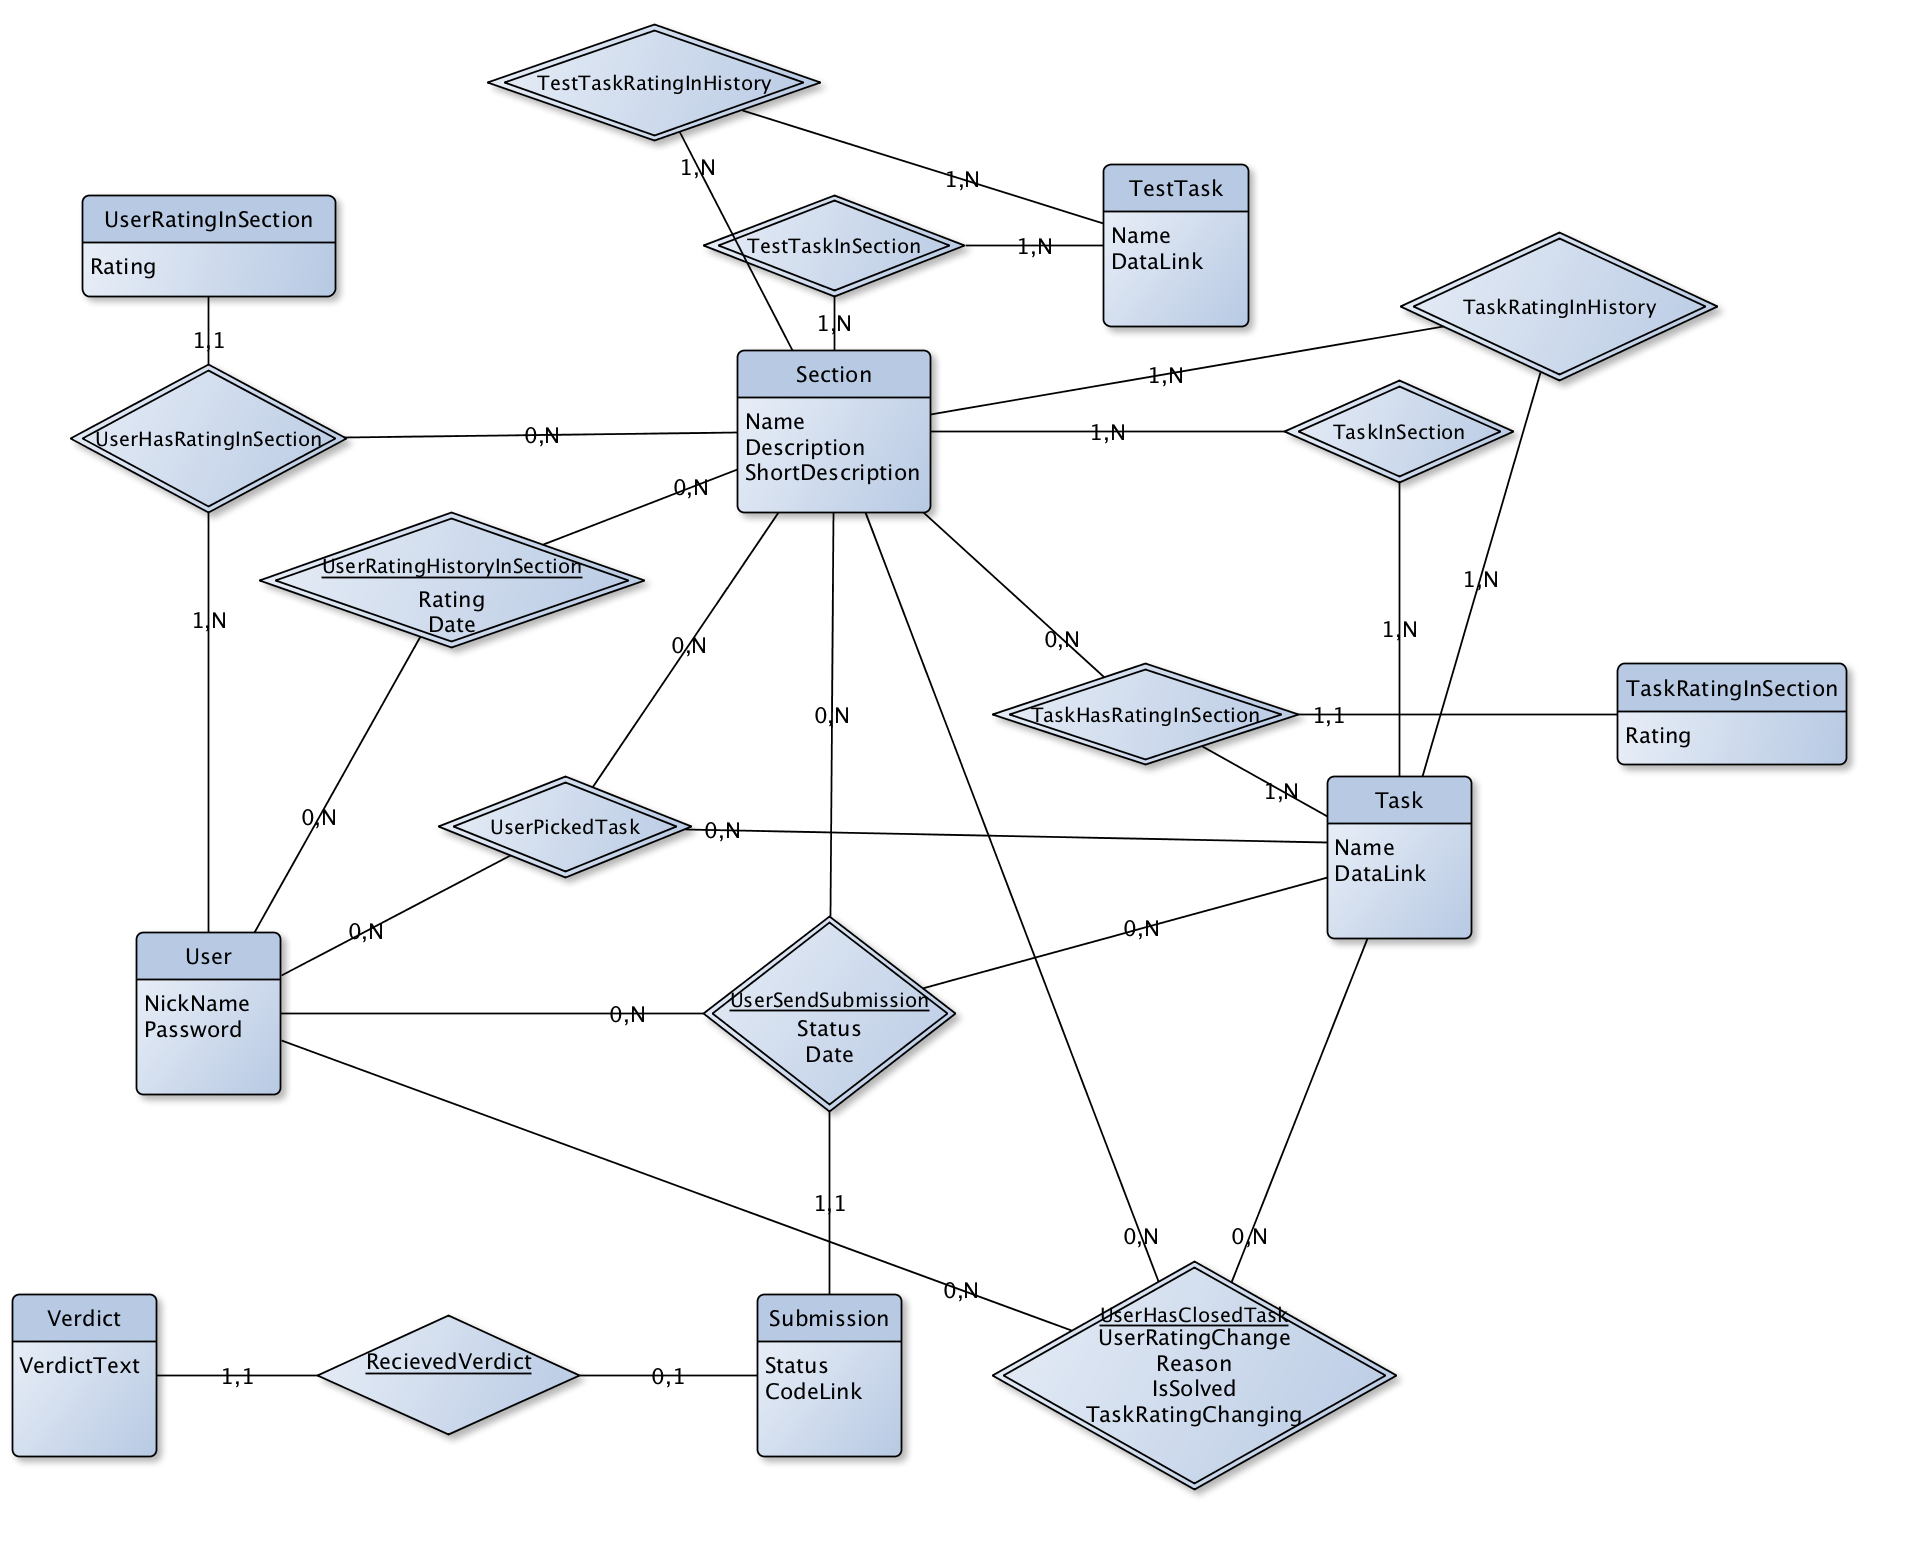 TestTaskRatingInHistory
1,N
1,N
TestTask
Name
DataLink
UserRatingInSection
Rating
TestTaskInSection
1,N
1,N
TaskRatingInHistory
1,1
Section
Name
Description
ShortDescription
1,N
1,N
TaskInSection
UserHasRatingInSection
0,N
0,N
UserRatingHistoryInSection
Rating
Date
1,N
1,N
1,N
0,N
0,N
0,N
TaskHasRatingInSection
1,1
TaskRatingInSection
Rating
1,N
Task
Name
DataLink
0,N
UserPickedTask
0,N
0,N
0,N
User
NickName
Password
0,N
UserSendSubmission
Status
Date
1,1
0,N
0,N
0,N
Verdict
VerdictText
1,1
RecievedVerdict
0,1
Submission
Status
CodeLink
UserHasClosedTask
UserRatingChange
Reason
IsSolved
TaskRatingChanging